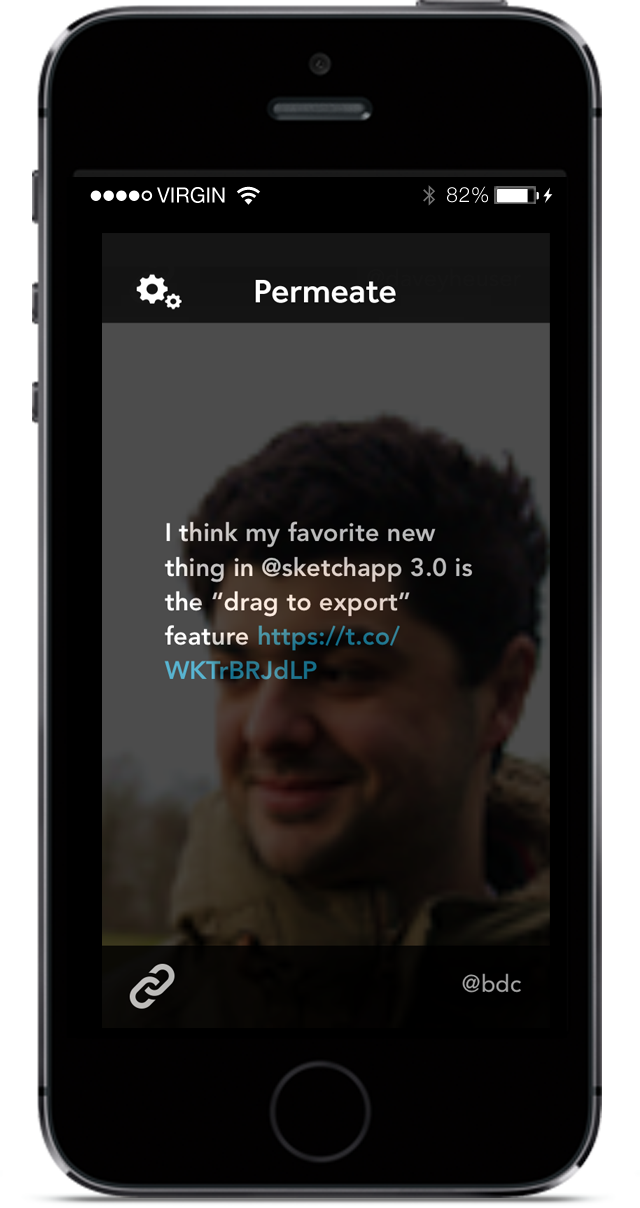 VIRGIN 82%
Permeate
I think my favorite new
thing in @sketchapp 3.0 is
the “drag to export”
feature https://t.co/
WKTrBRJdLP
@bdc